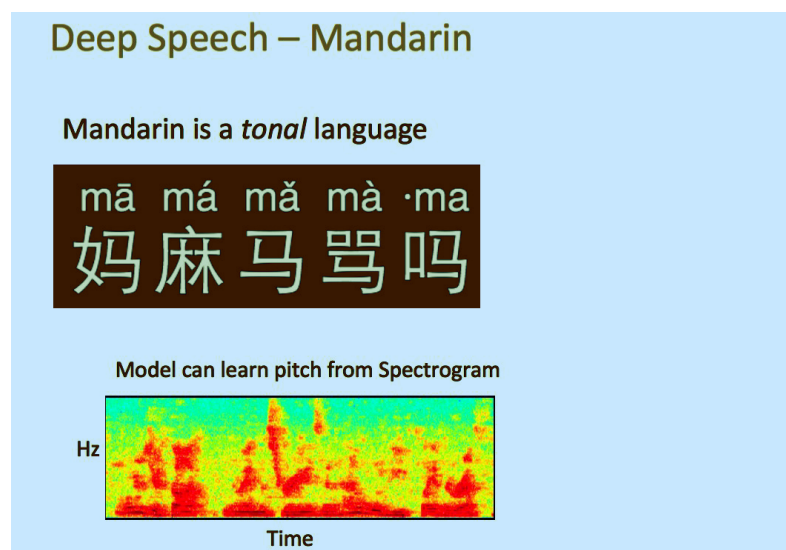 Deep Speech – Mandarin
Mandarin is a tonal language
mā má mǎ mà ·ma
妈 麻 马 骂 吗
Model can learn pitch from Spectrogram
Hz
Time